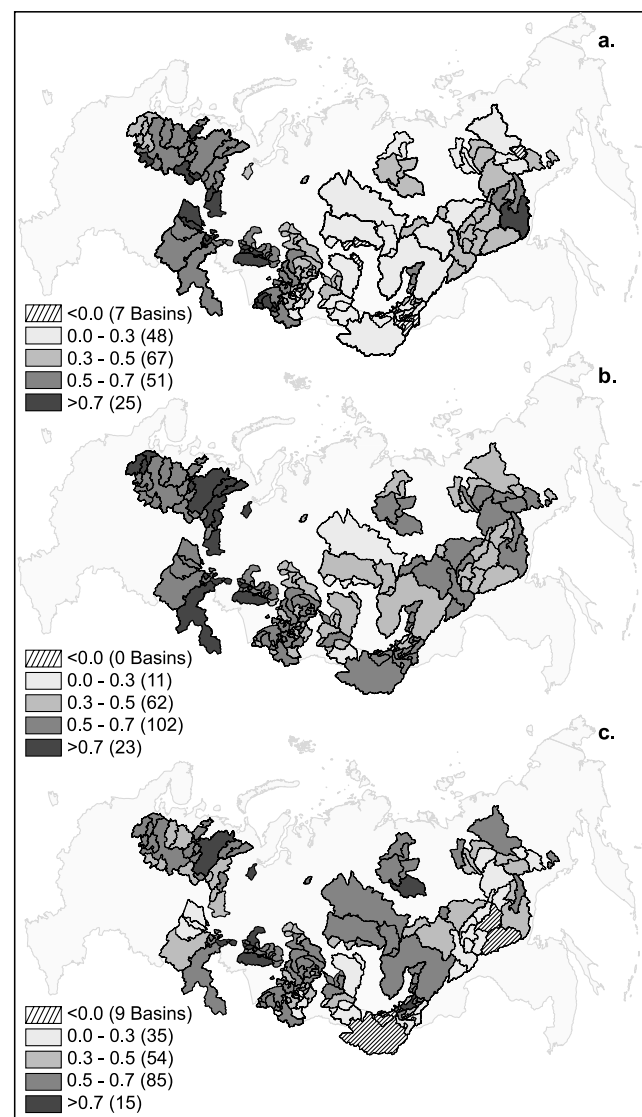 a.
<0.0 (7 Basins)
0.0 - 0.3 (48)
0.3 - 0.5 (67)
0.5 - 0.7 (51)
>0.7 (25)
b.
<0.0 (0 Basins)
0.0 - 0.3 (11)
0.3 - 0.5 (62)
0.5 - 0.7 (102)
>0.7 (23)
c.
<0.0 (9 Basins)
0.0 - 0.3 (35)
0.3 - 0.5 (54)
0.5 - 0.7 (85)
>0.7 (15)